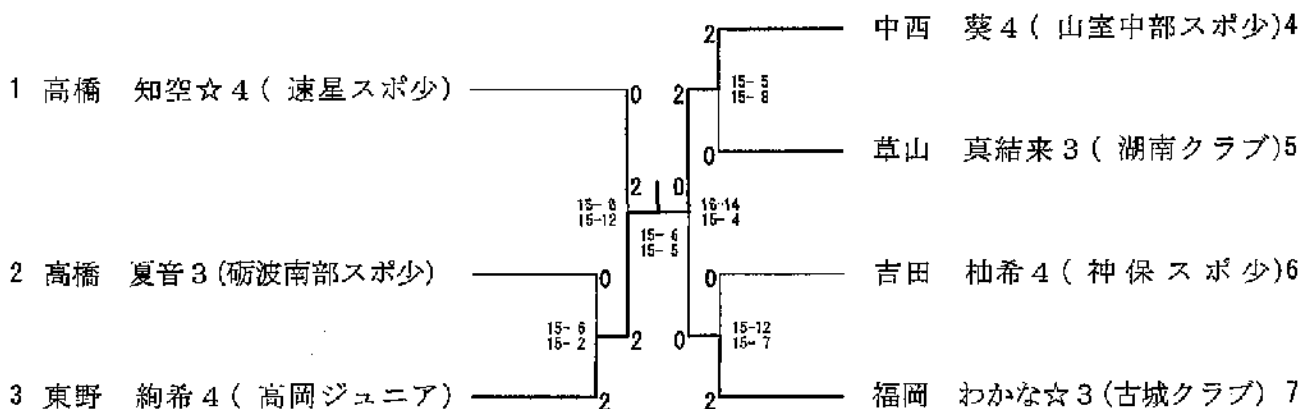 中西 葵4( 山室中部スポ少)4
2
1 高橋 知空☆4( 速星スポ少)
0 2
15- 5
15- 8
0
草山 真結来3( 湖南クラブ)5
2 0
15-12
16-14
15- 4
15- 6
15- 5
2 高橋 夏音3(砺波南部スポ少)
0 0
吉田 柚希4( 神保スポ少)6
15- 6
15- 2
2 0
15-12
15- 7
3 東野 絢希4( 高岡ジュニア)
2 2
福岡 わかな☆3(古城クラブ) 7